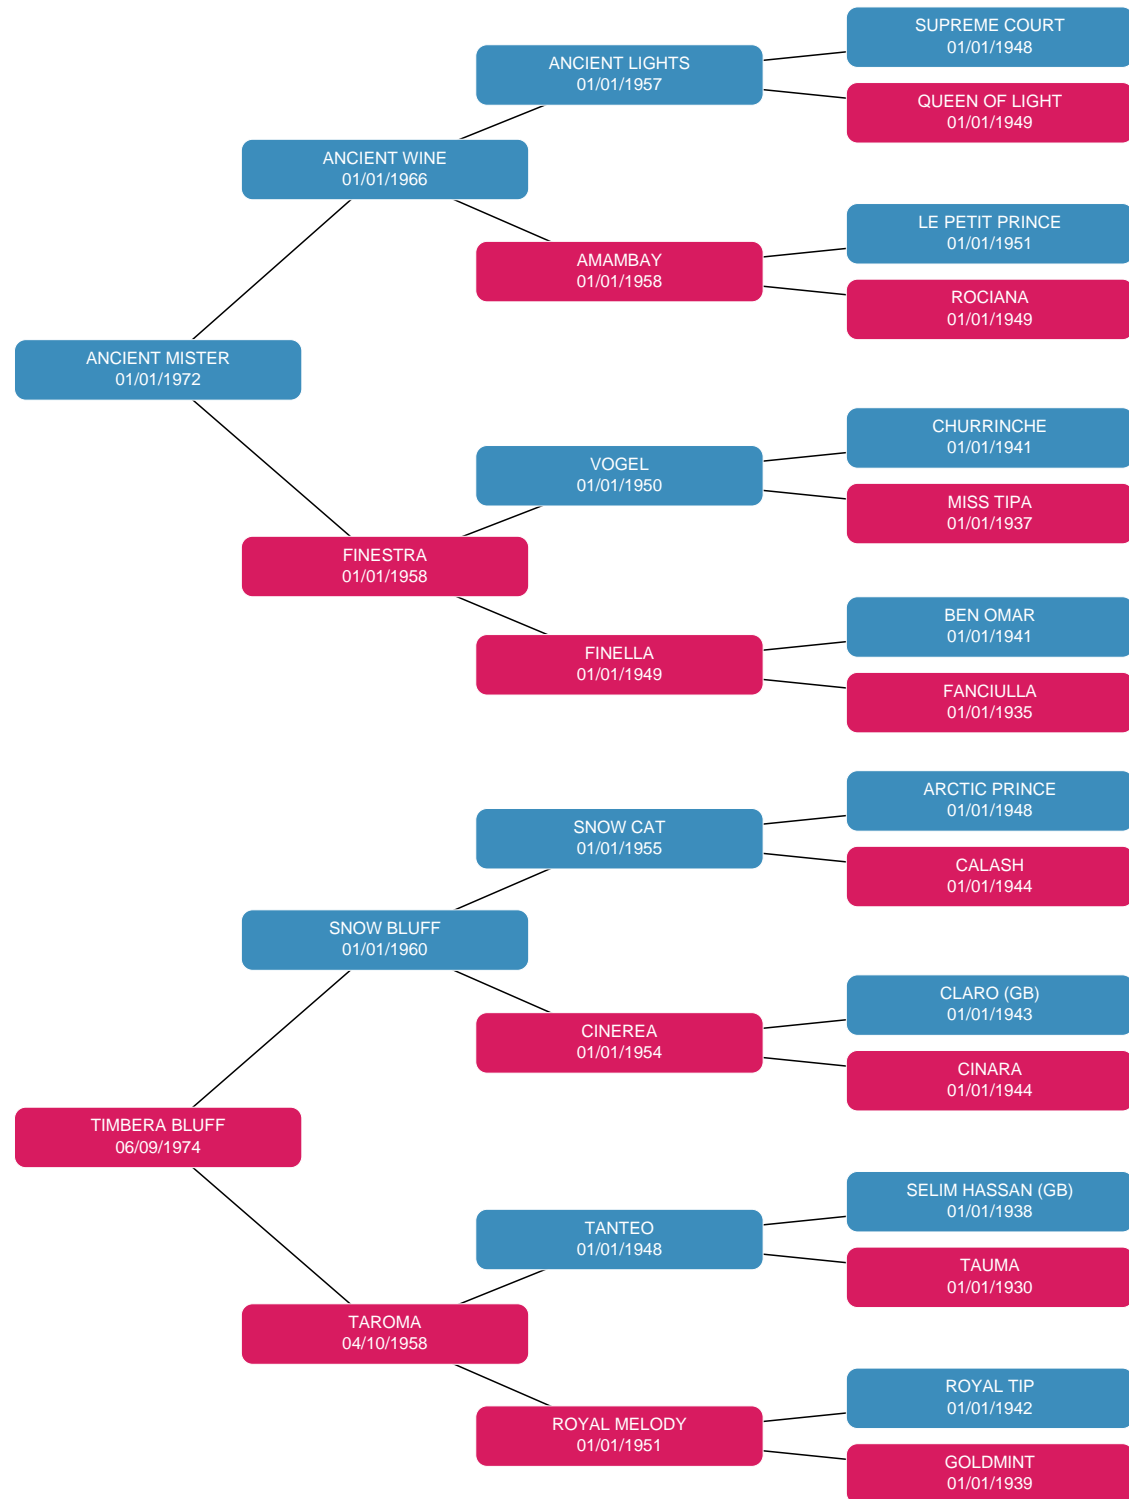 SUPREME COURT
01/01/1948
ANCIENT LIGHTS
01/01/1957
QUEEN OF LIGHT
01/01/1949
ANCIENT WINE
01/01/1966
LE PETIT PRINCE
01/01/1951
AMAMBAY
01/01/1958
ROCIANA
01/01/1949
ANCIENT MISTER
01/01/1972
CHURRINCHE
01/01/1941
VOGEL
01/01/1950
MISS TIPA
01/01/1937
FINESTRA
01/01/1958
BEN OMAR
01/01/1941
FINELLA
01/01/1949
FANCIULLA
01/01/1935
ARCTIC PRINCE
01/01/1948
SNOW CAT
01/01/1955
CALASH
01/01/1944
SNOW BLUFF
01/01/1960
CLARO (GB)
01/01/1943
CINEREA
01/01/1954
CINARA
01/01/1944
TIMBERA BLUFF
06/09/1974
SELIM HASSAN (GB)
01/01/1938
TANTEO
01/01/1948
TAUMA
01/01/1930
TAROMA
04/10/1958
ROYAL TIP
01/01/1942
ROYAL MELODY
01/01/1951
GOLDMINT
01/01/1939